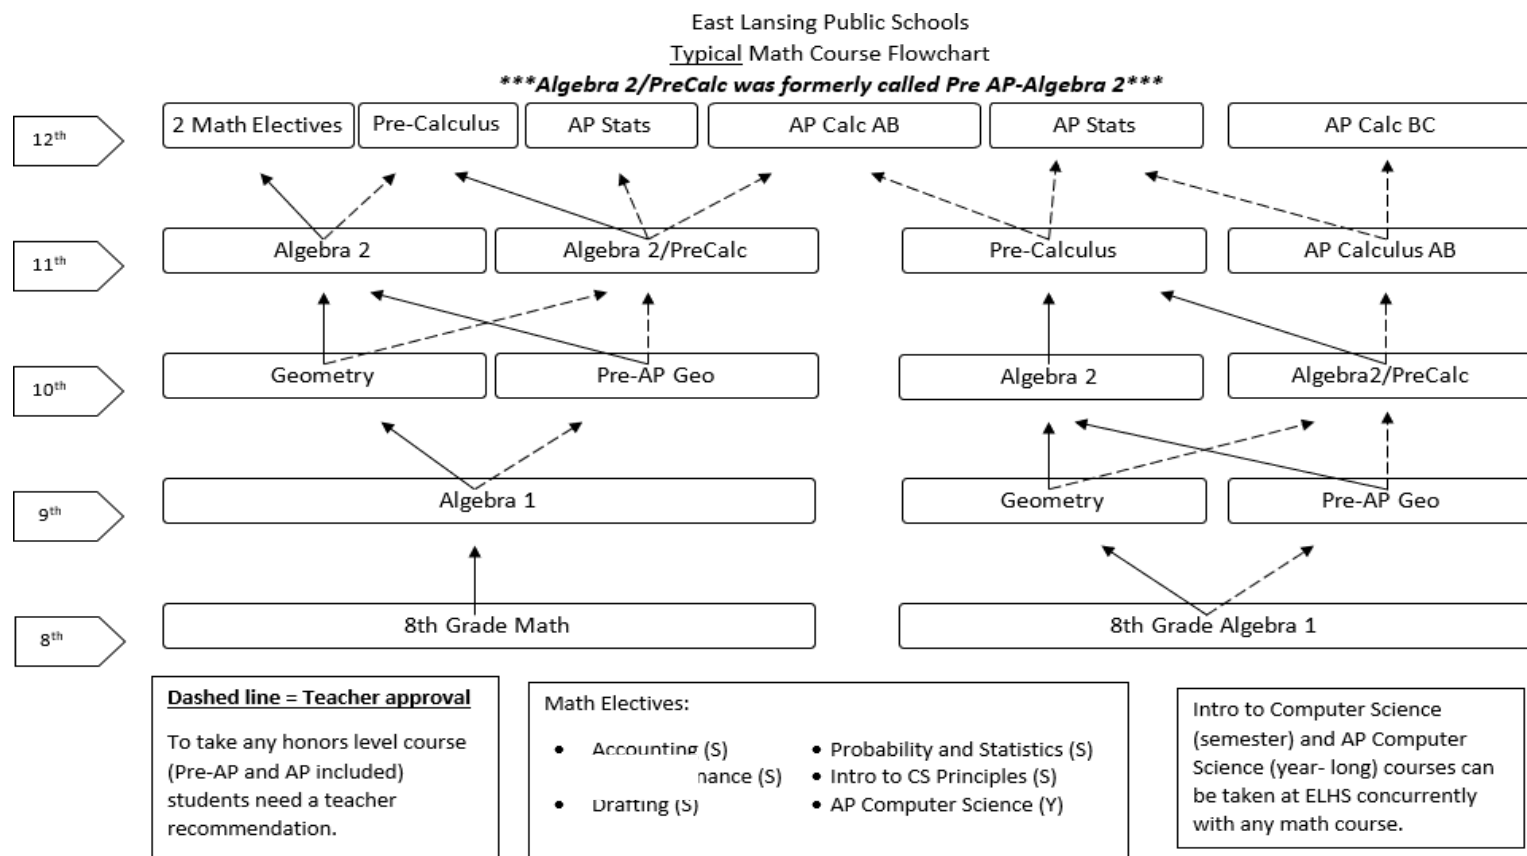 East Lansing Public Schools
Typical Math Course Flowchart
***Algebra 2/PreCalc was formerly called Pre AP-Algebra 2***
12th
2 Math Electives
Pre-Calculus
AP Stats
AP Calc AB
AP Stats
AP Calc BC
11th
Algebra 2
Algebra 2/PreCalc
Pre-Calculus
AP Calculus AB
10th
Geometry
Pre-AP Geo
Algebra 2
Algebra2/PreCalc
9th
Algebra 1
Geometry
Pre-AP Geo
8th
8th Grade Math
8th Grade Algebra 1
Dashed line = Teacher approval
To take any honors level course
(Pre-AP and AP included)
students need a teacher
recommendation.
Math Electives:
• Accounting (S)
(S)
• Drafting (S)
• Probability and Statistics (S)
• Intro to CS Principles (S)
• AP Computer Science (Y)
Intro to Computer Science
(semester) and AP Computer
Science (year- long) courses can
be taken at ELHS concurrently
with any math course.